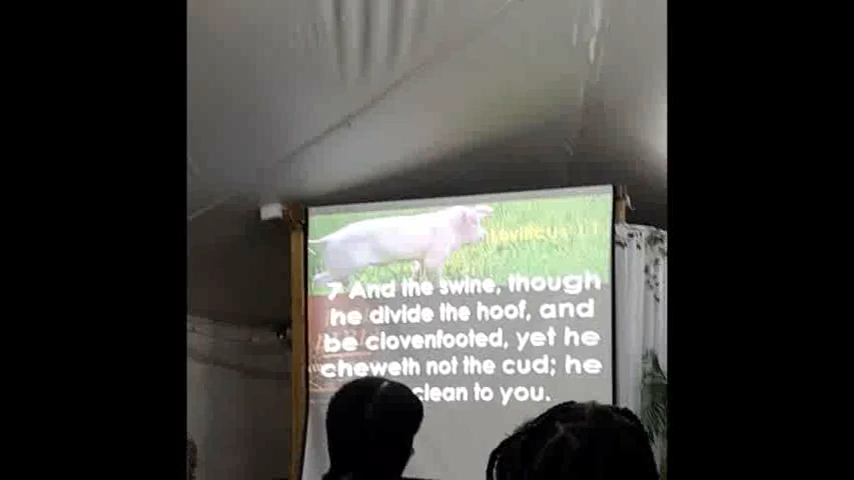 Leviticus 11
7 And the swine, though
he divide the hoof, and
be clovenfooted, yet he
cheweth not the cud; he
clean to you.